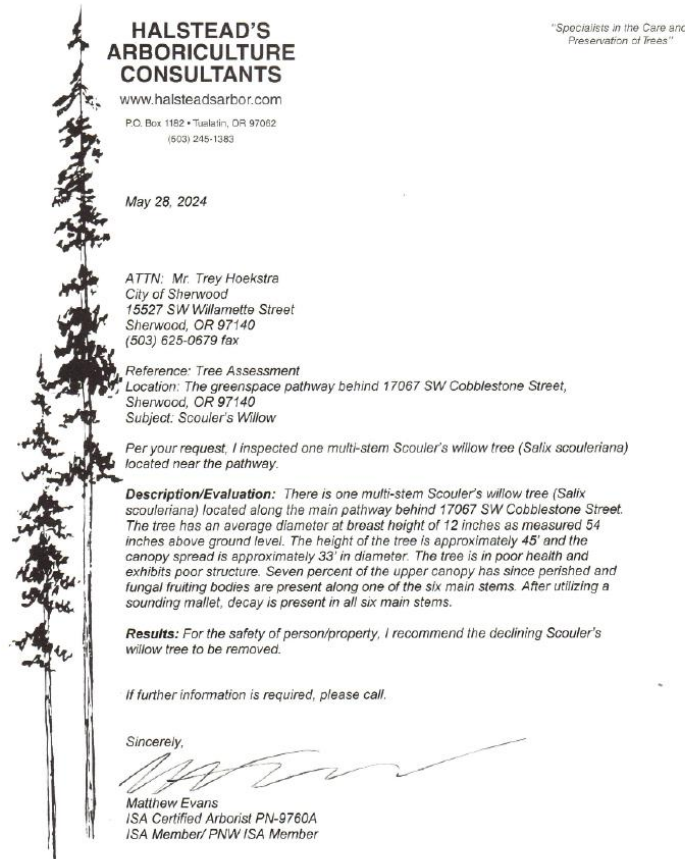 HALSTEAD'S
ARBORICULTURE
CONSULTANTS
www.halsteadsarbor.com
P.O. Box 1182 • Tualatin, OR 97062
(503) 245-1383
"Specialists in the Care and
Preservation of Trees"
May 28, 2024
ATTN: Mr. Trey Hoekstra
City of Sherwood
15527 SW Willamette Street
Sherwood, OR 97140
(503) 625-0679 fax
Reference: Tree Assessment
Location: The greenspace pathway behind 17067 SW Cobblestone Street,
Sherwood, OR 97140
Subject: Scouler's Willow
Per your request, I inspected one multi-stem Scouler's willow tree (Salix scouleriana)
located near the pathway.
Description/Evaluation: There is one multi-stem Scouler's willow tree (Salix
scouleriana) located along the main pathway behind 17067 SW Cobblestone Street.
The tree has an average diameter at breast height of 12 inches as measured 54
inches above ground level. The height of the tree is approximately 45' and the
canopy spread is approximately 33' in diameter. The tree is in poor health and
exhibits poor structure. Seven percent of the upper canopy has since perished and
fungal fruiting bodies are present along one of the six main stems. After utilizing a
sounding mallet, decay is present in all six main stems.
Results: For the safety of person/property, I recommend the declining Scouler's
willow tree to be removed.
If further information is required, please call.
Sincerely,
Matthew Evans
ISA Certified Arborist PN-9760A
ISA Member/ PNW ISA Member